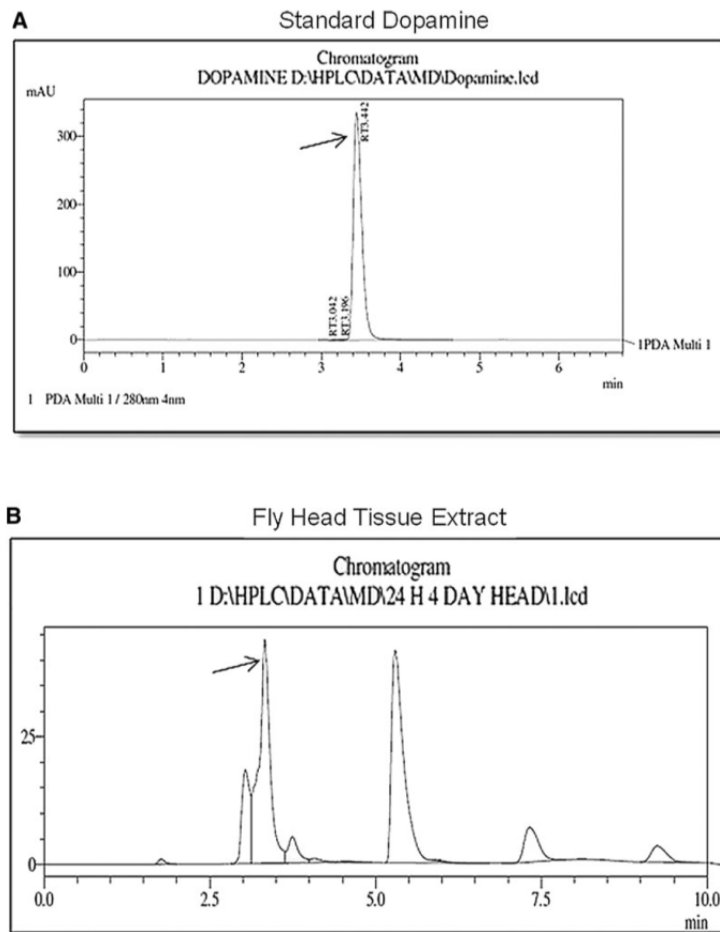 A
Standard Dopamine
Chromatogram
DOPAMINE D:\HPLC\DATA\MD\Dopamine.lcd
mAU
300
200
100
0
RT3.042
RT3.196
RT3.442
1PDA Multi 1
0 1 2 3 4 5 6
min
1 PDA Multi 1 / 280nm 4nm
B
Fly Head Tissue Extract
Chromatogram
1 D:\HPLC\DATA\MD\24 H 4 DAY HEAD\1.lcd
25
0
0.0 2.5 5.0 7.5 10.0
min